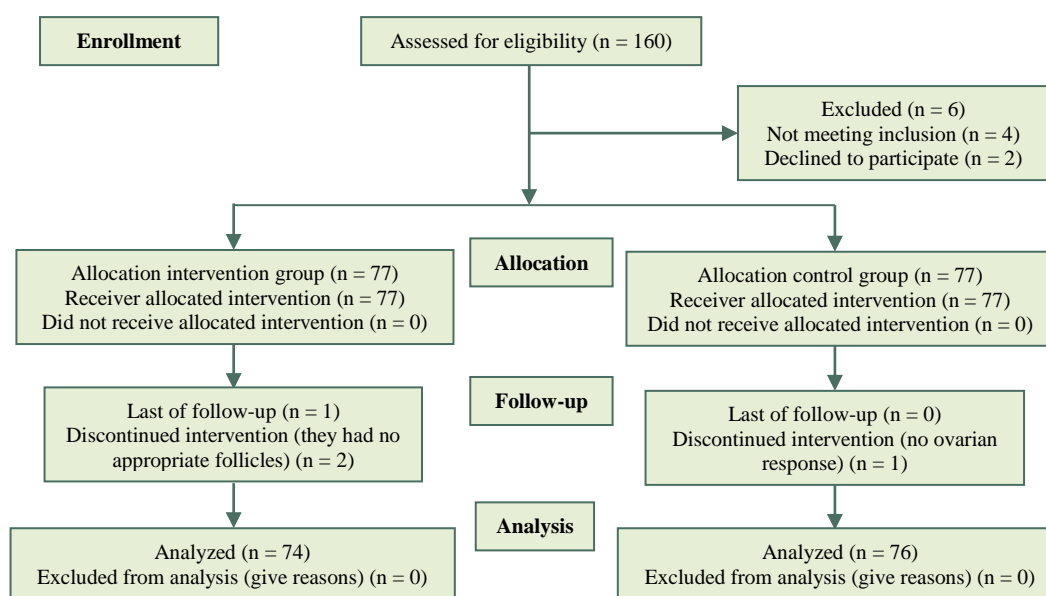 Enrollment
Assessed for eligibility (n = 160)
Excluded (n = 6)
Not meeting inclusion (n = 4)
Declined to participate (n = 2)
Allocation
Allocation intervention group (n = 77)
Receiver allocated intervention (n = 77)
Did not receive allocated intervention (n = 0)
Allocation control group (n = 77)
Receiver allocated intervention (n = 77)
Did not receive allocated intervention (n = 0)
Follow-up
Last of follow-up (n = 1)
Discontinued intervention (they had no
appropriate follicles) (n = 2)
Last of follow-up (n = 0)
Discontinued intervention (no ovarian
response) (n = 1)
Analysis
Analyzed (n = 74)
Excluded from analysis (give reasons) (n = 0)
Analyzed (n = 76)
Excluded from analysis (give reasons) (n = 0)